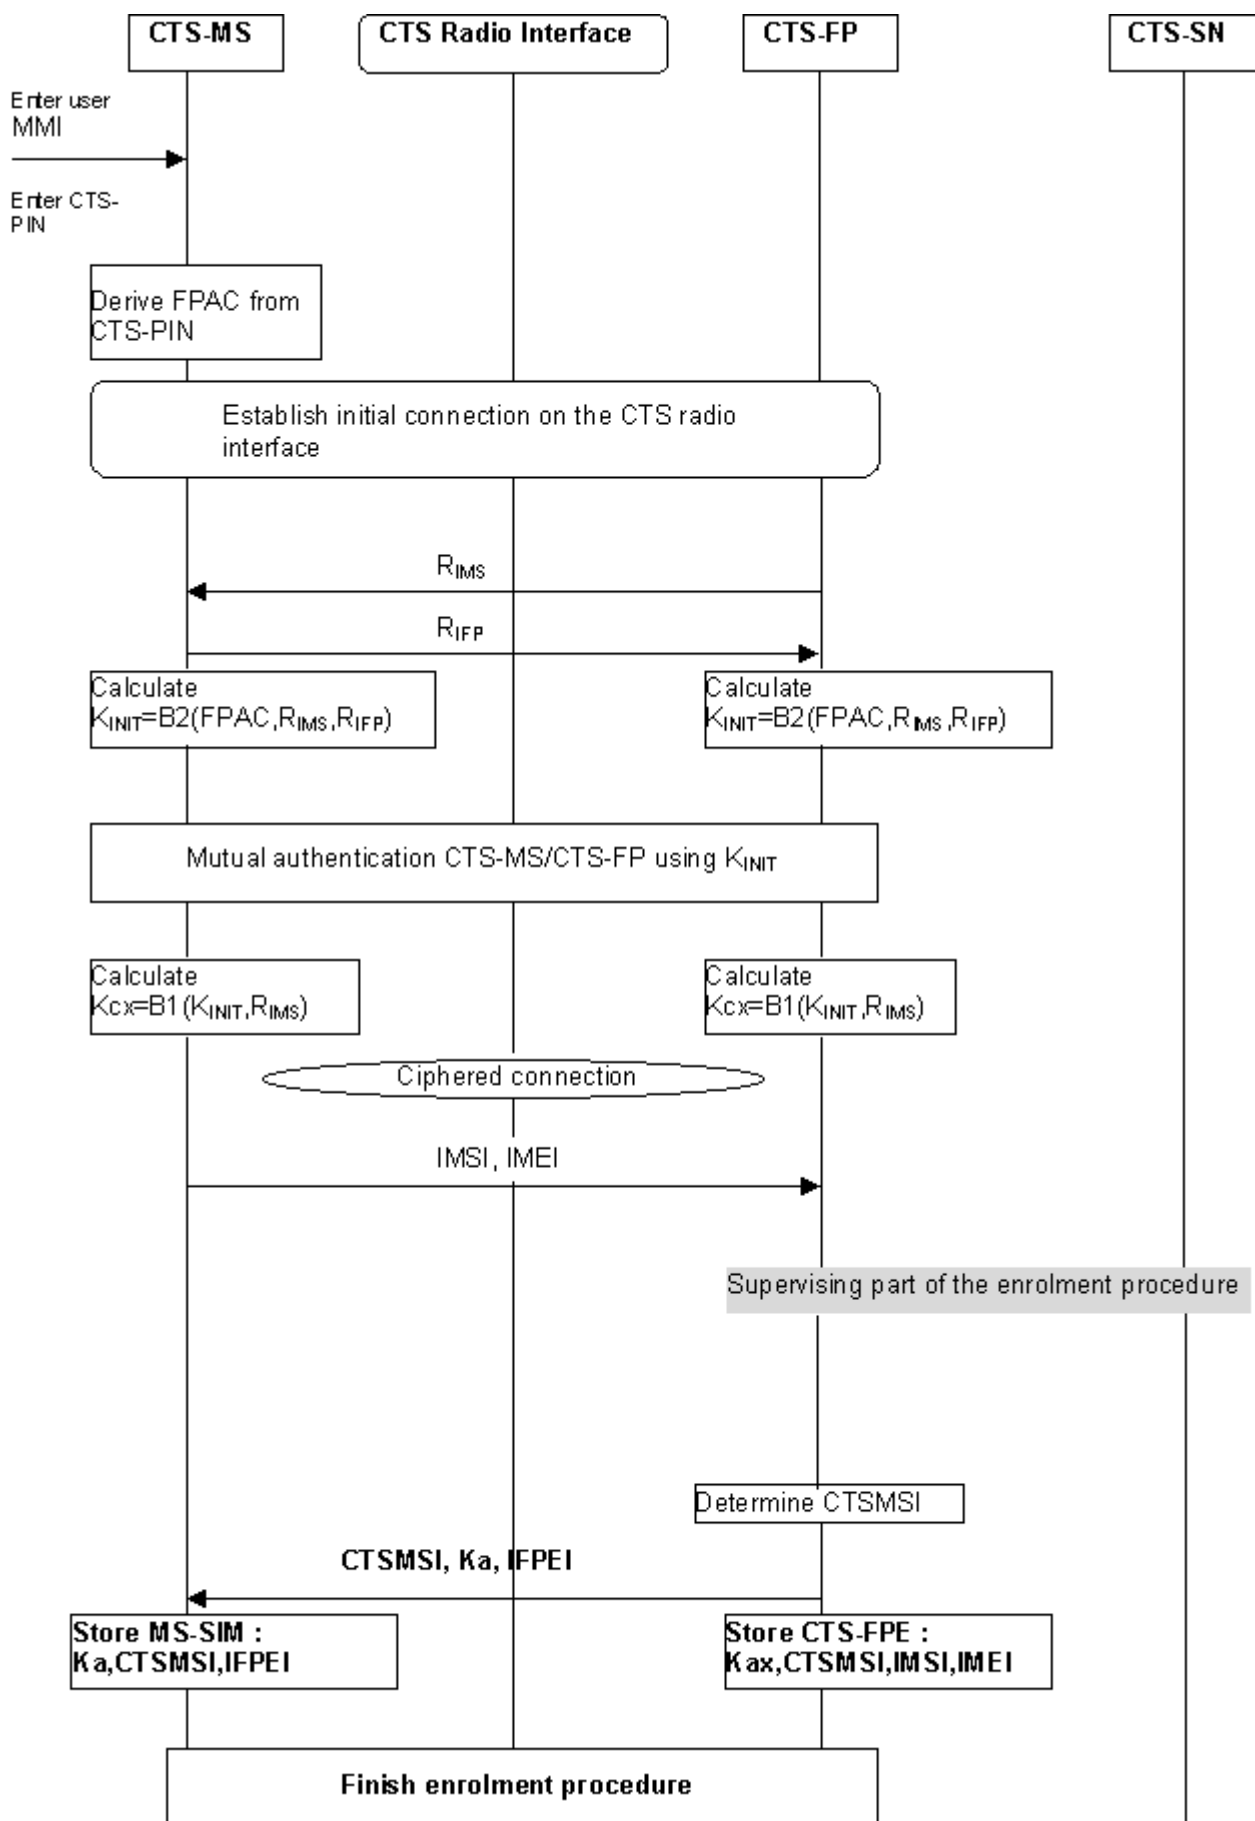 CTS-MS
CTS Radio Interface
CTS-FP
CTS-SN
Enter user
MMI
Enter CTS-
PIN
Derive FPAC from
CTS-PIN
Establish initial connection on the CTS radio
interface
RIMS
RIFP
Calculate
KINIT=B2(FPAC,RIMS,RIFP)
Calculate
KINIT=B2(FPAC,RIMS,RIFP)
Mutual authentication CTS-MS/CTS-FP using KINIT
Calculate
Kcx=B1(KINIT,RIMS)
Calculate
Kcx=B1(KINIT,RIMS)
Ciphered connection
IMSI, IMEI
Supervising part of the enrolment procedure
Determine CTSMSI
CTSMSI, Ka, IFPEI
Store MS-SIM :
Ka,CTSMSI,IFPEI
Store CTS-FPE :
Kax,CTSMSI,IMSI,IMEI
Finish enrolment procedure